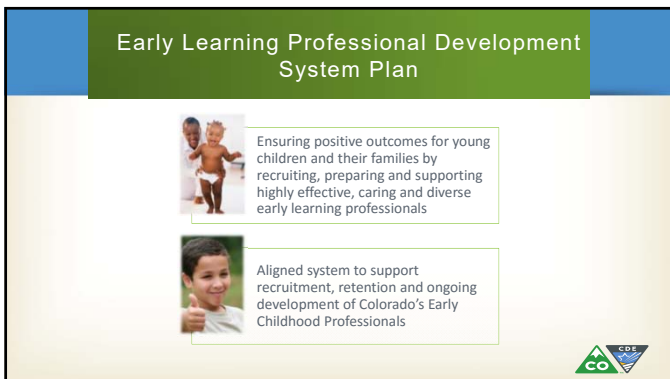 Early Learning Professional Development
System Plan
Ensuring positive outcomes for young
children and their families by
recruiting, preparing and supporting
highly effective, caring and diverse
early learning professionals
Aligned system to support
recruitment, retention and ongoing
development of Colorado's Early
Childhood Professionals
CO
CDE